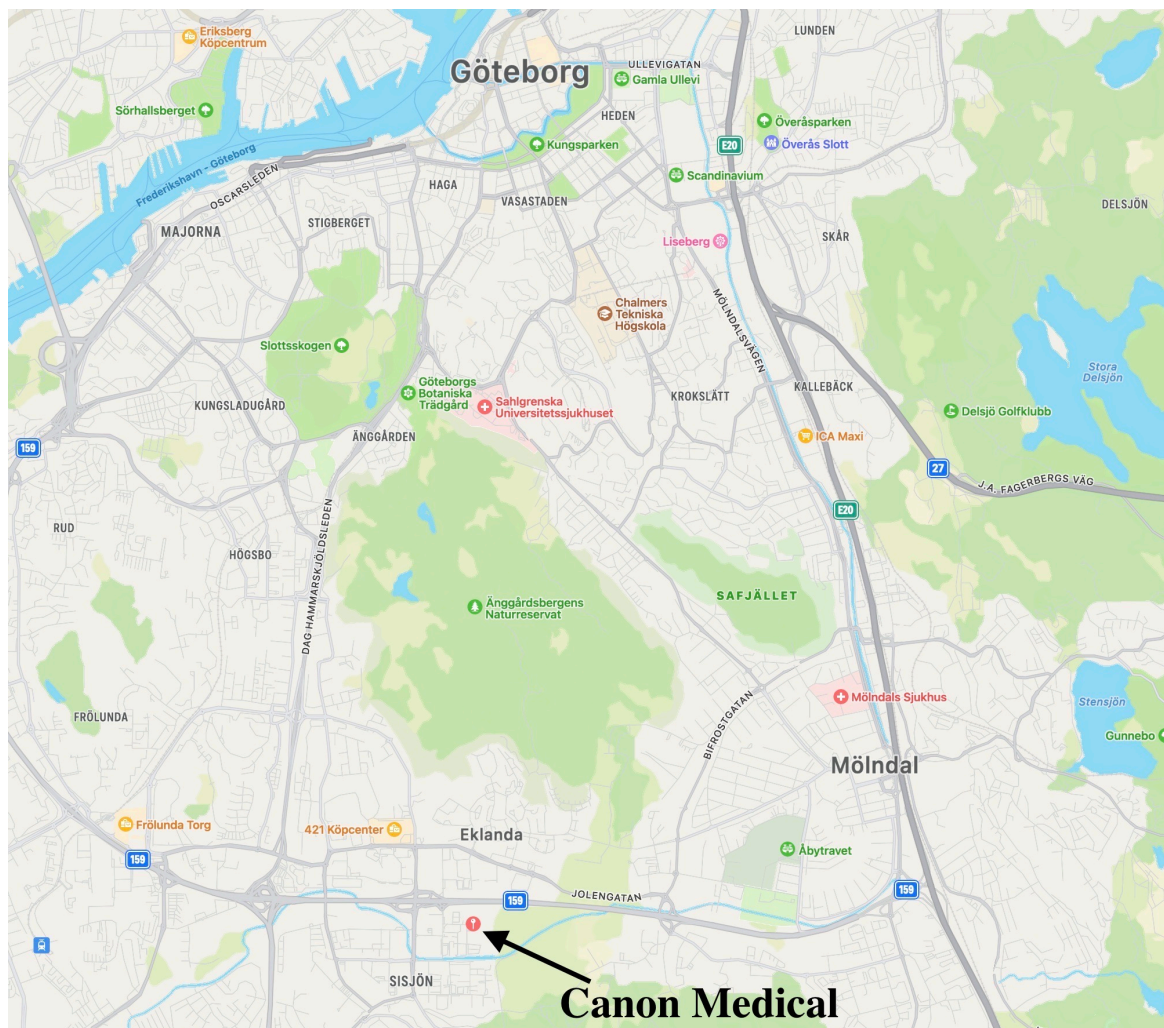 Eriksberg
Köpcentrum
LUNDEN
Göteborg
ULLEVIGATAN
Gamla Ullevi
Sörhallsberget
HEDEN
Överåsparken
E20
Överås Slott
Kungsparken
Frederikshavn - Göteborg
OSCARSLEDEN
HAGA
Scandinavium
VASASTADEN
DELSJÖN
STIGBERGET
MAJORNA
SKÅR
Liseberg
Chalmers
Tekniska
Högskola
MÖLNDALSVÄGEN
Slottsskogen
Stora
Delsjön
Göteborgs
Botaniska
Trädgård
KALLEBÄCK
KROKSLÄTT
Sahlgrenska
Universitetssjukhuset
KUNGSLADUGÅRD
Delsjö Golfklubb
ÄNGGÅRDEN
ICA Maxi
159
27
J.A. FAGERBERGS VÄG
E20
RUD
HÖGSBO
DAG HAMMARSKJÖLDSLEDEN
SAFJÄLLET
Änggårdsbergens
Naturreservat
Mölndals Sjukhus
Stensjön
FRÖLUNDA
BIFROSTGATAN
Gunnebo
Mölndal
Frölunda Torg
421 Köpcenter
Eklanda
Åbytravet
159
159
JOLENGATAN
159
SISJÖN
Canon Medical